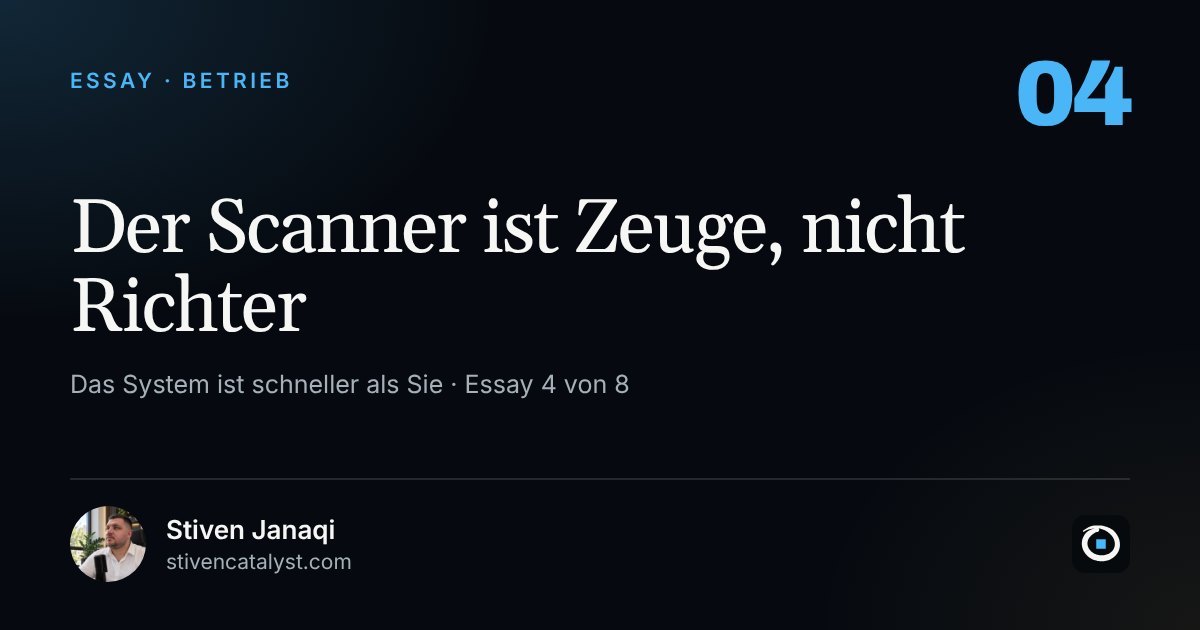 ESSAY · BETRIEB
04
Der Scanner ist Zeuge, nicht
Richter
Das System ist schneller als Sie · Essay 4 von 8
Stiven Janaqi
stivencatalyst.com